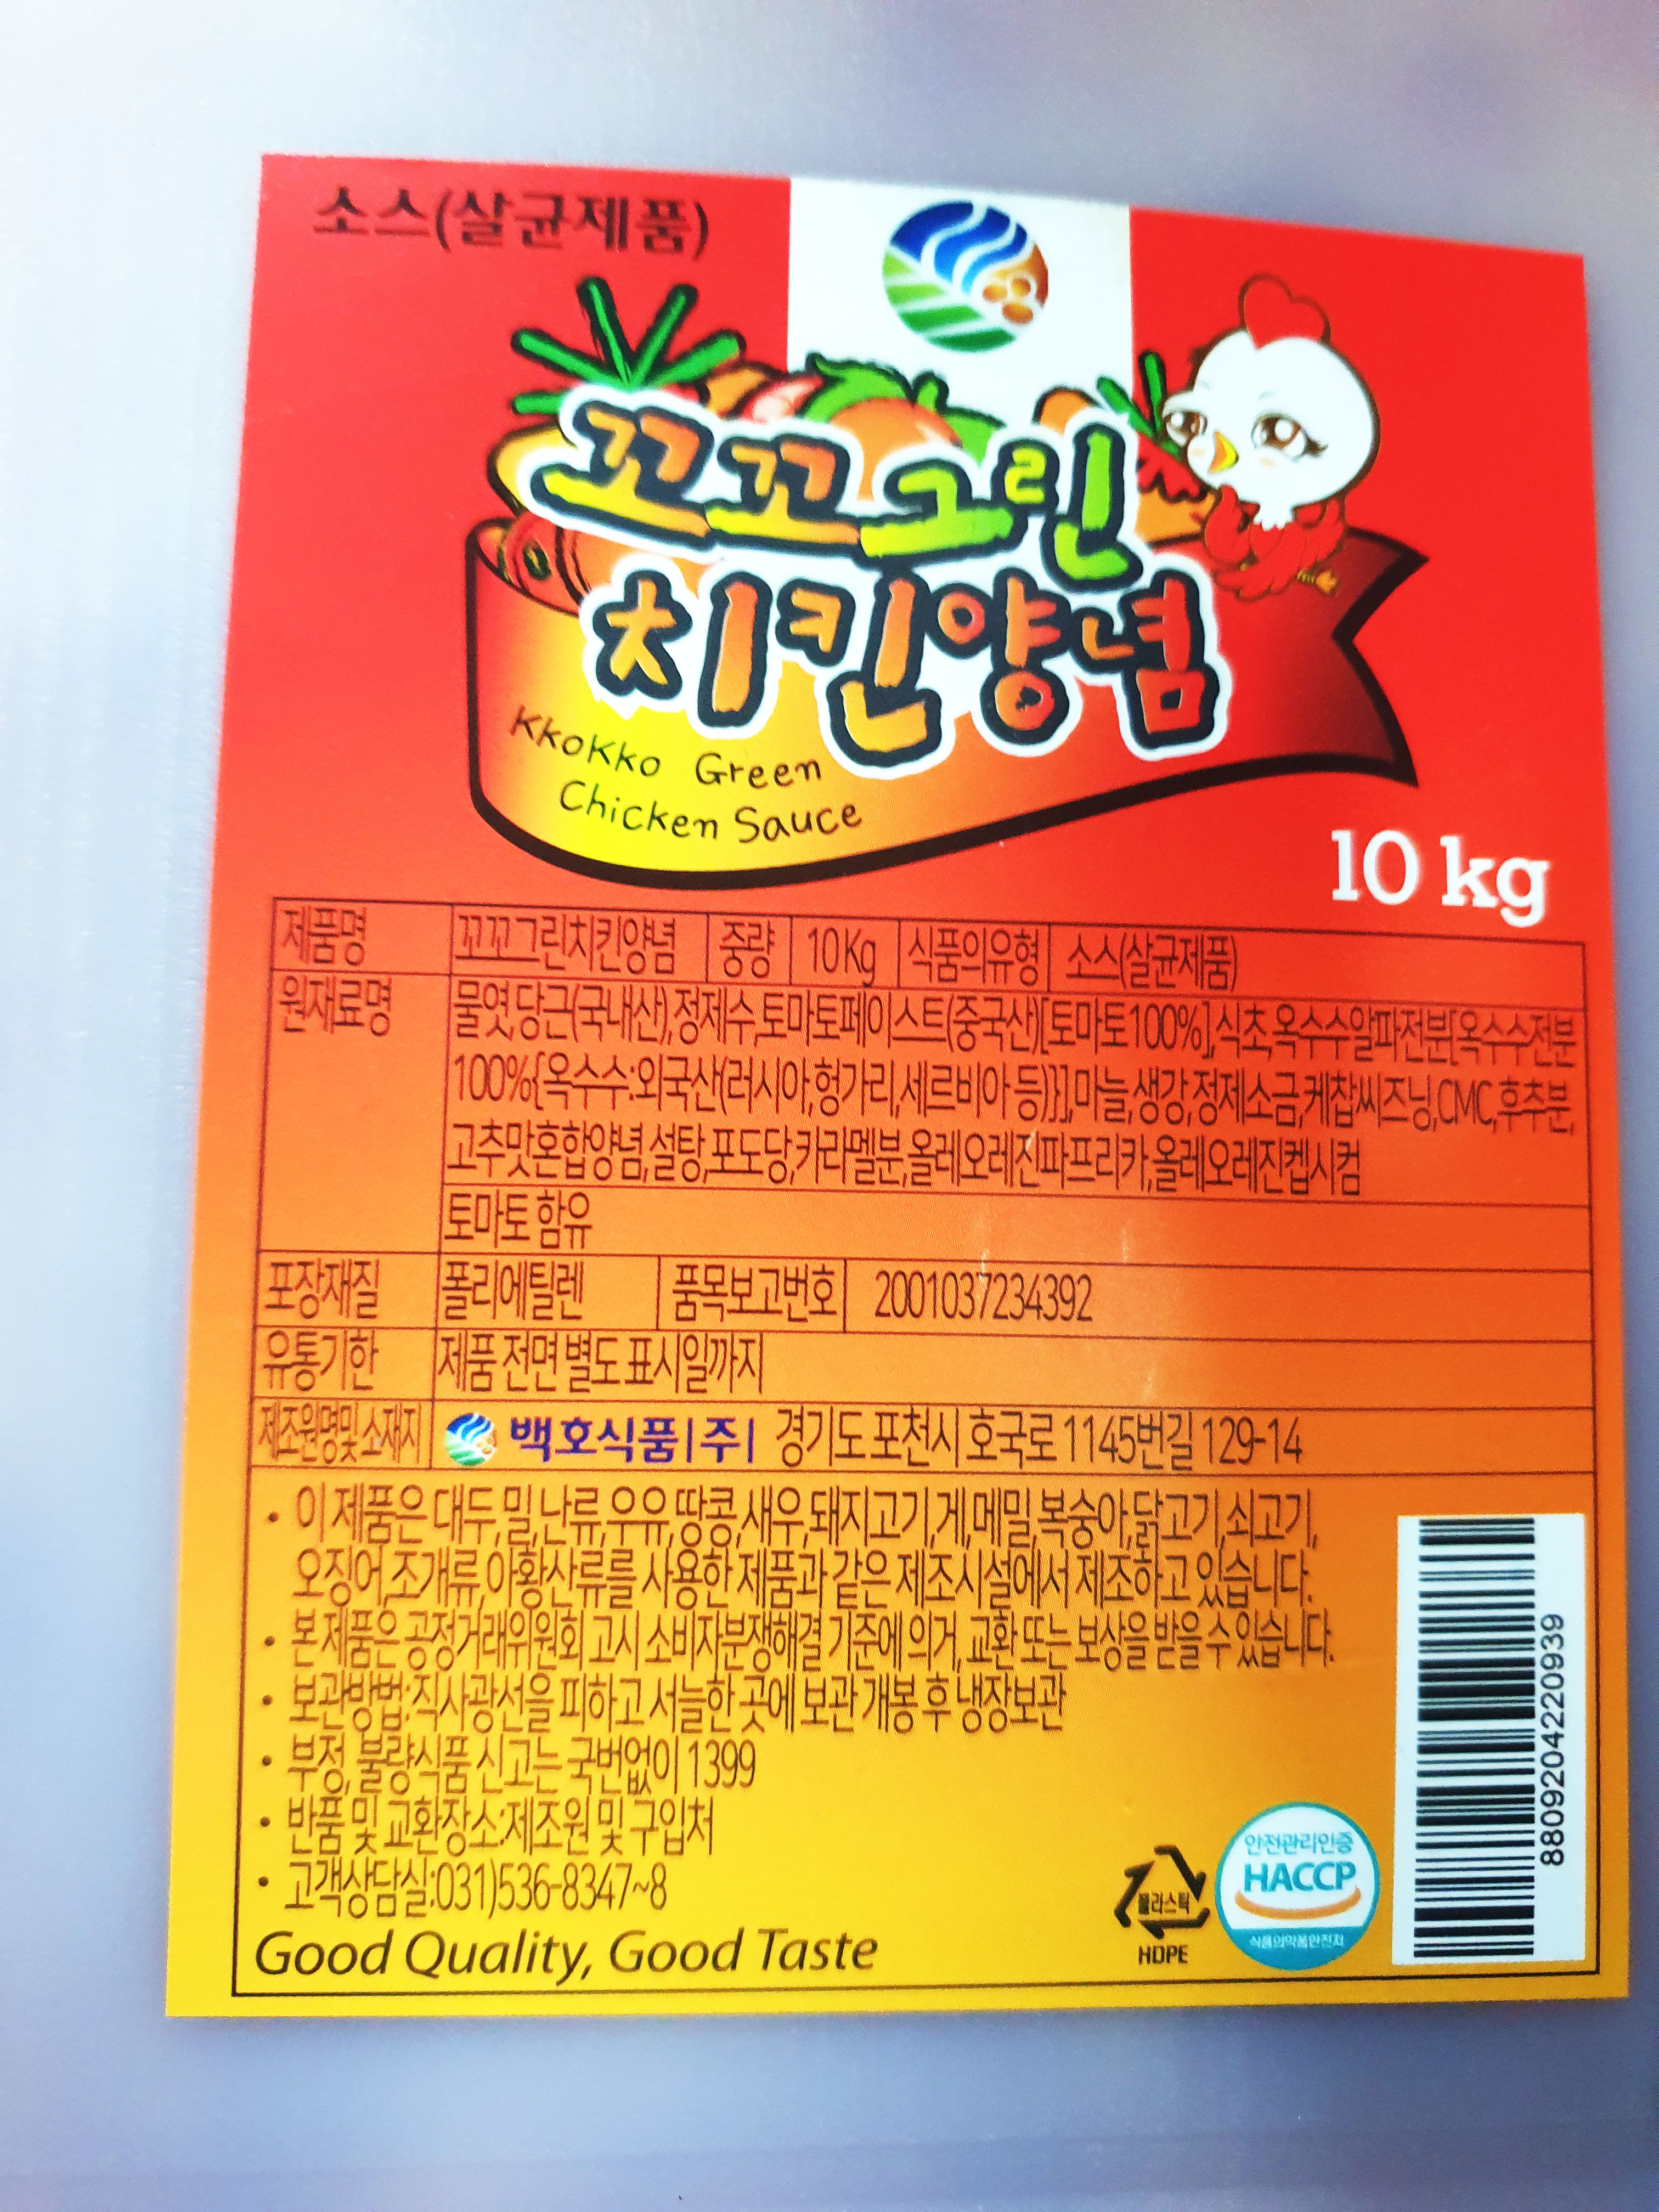 소스(살균제품)
꼬꼬그린
치킨양념
KKoKKo Green
Chicken Sauce
10 kg
제품명 꼬꼬그린치킨양념 중량 10Kg 식품의유형 소스(살균제품)
원재료명 물엿,당근(국내산),정제수,토마토페이스트(중국산)[토마토100%],식초,옥수수알파전분[옥수수전분
100%{옥수수:외국산(러시아,헝가리,세르비아 등)}],마늘,생강,정제소금,케찹씨즈닝,CMC,후추분,
고추맛혼합양념,설탕,포도당,카라멜분,올레오레진파프리카,올레오레진캡시컴
토마토 함유
포장재질 폴리에틸렌 품목보고번호 2001037234392
유통기한 제품 전면 별도 표시일까지
제조원명및소재지 백호식품|주| 경기도 포천시 호국로 1145번길 129-14
• 이 제품은 대두,밀,난류,우유,땅콩,새우,돼지고기,게,메밀,복숭아,닭고기,쇠고기,
오징어,조개류,아황산류를 사용한 제품과 같은 제조시설에서 제조하고 있습니다.
• 본 제품은 공정거래위원회 고시 소비자분쟁해결 기준에 의거, 교환 또는 보상을 받을 수 있습니다.
• 보관방법:직사광선을 피하고 서늘한 곳에 보관 개봉 후 냉장보관
• 부정,불량식품 신고는 국번없이 1399
• 반품 및 교환장소:제조원 및 구입처
• 고객상담실:031)536-8347~8
Good Quality, Good Taste
플라스틱
HDPE
안전관리인증
HACCP
식품의약품안전처
8809204220939